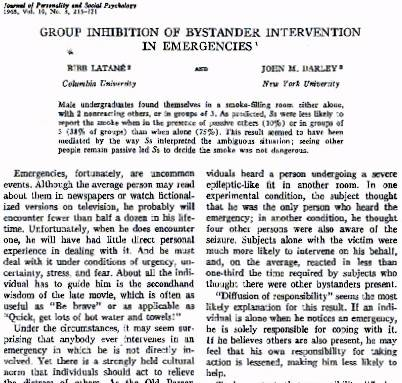 Journal of Personality and Social Psychology
1968, Vol. 10, No. 3, 215-221
GROUP INHIBITION OF BYSTANDER INTERVENTION
IN EMERGENCIES 1
BIBB LATANÉ 2 AND JOHN M. DARLEY 3
Columbia University New York University
Male undergraduates found themselves in a smoke-filling room either alone,
with 2 nonreacting others, or in groups of 3. As predicted, Ss were less likely to
report the smoke when in the presence of passive others (10%) or in groups of
3 (38% of groups) than when alone (75%). This result seemed to have been
mediated by the way Ss interpreted the ambiguous situation; seeing other
people remain passive led Ss to decide the smoke was not dangerous.
Emergencies, fortunately, are uncommon
events. Although the average person may read
about them in newspapers or watch fictional-
ized versions on television, he probably will
encounter fewer than half a dozen in his life-
time. Unfortunately, when he does encounter
one, he will have had little direct personal
experience in dealing with it. And he must
deal with it under conditions of urgency, un-
certainty, stress, and fear. About all the indi-
vidual has to guide him is the secondhand
wisdom of the late movie, which is often as
useful as "Be brave" or as applicable as
"Quick, get lots of hot water and towels!"
Under the circumstances, it may seem sur-
prising that anybody ever intervenes in an
emergency in which he is not directly in-
volved. Yet there is a strongly held cultural
norm that individuals should act to relieve
the distress of others. As the Old Parson
viduals heard a person undergoing a severe
epileptic-like fit in another room. In one
experimental condition, the subject thought
that he was the only person who heard the
emergency; in another condition, he thought
four other persons were also aware of the
seizure. Subjects alone with the victim were
much more likely to intervene on his behalf,
and, on the average, reacted in less than
one-third the time required by subjects who
thought there were other bystanders present.
"Diffusion of responsibility" seems the most
likely explanation for this result. If an indi-
vidual is alone when he notices an emergency,
he is solely responsible for coping with it.
If he believes others are also present, he may
feel that his own responsibility for taking
action is lessened, making him less likely to
help.